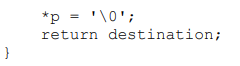 *p = '\0';
return destination;
}